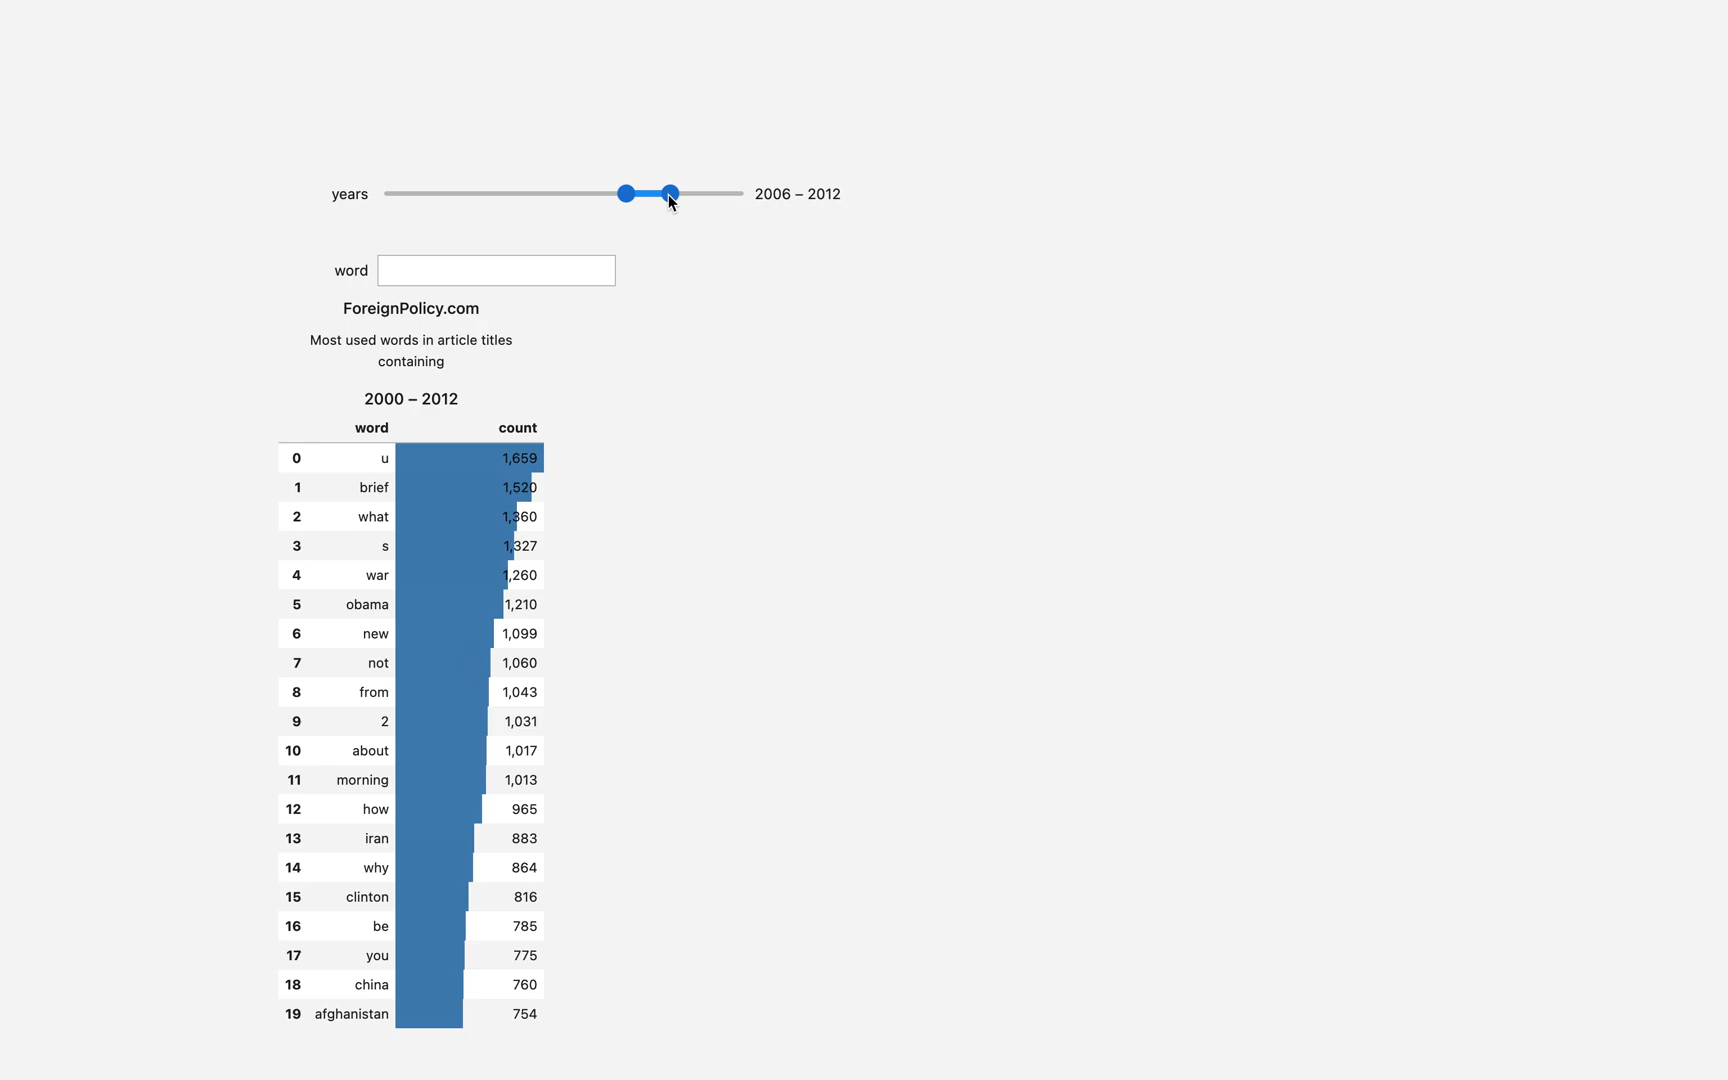 years 2006 – 2012
word
ForeignPolicy.com
Most used words in article titles
containing
2000 – 2012
word count
0 u 1,659
1 brief 1,520
2 what 1,360
3 s 1,327
4 war 1,260
5 obama 1,210
6 new 1,099
7 not 1,060
8 from 1,043
9 2 1,031
10 about 1,017
11 morning 1,013
12 how 965
13 iran 883
14 why 864
15 clinton 816
16 be 785
17 you 775
18 china 760
19 afghanistan 754